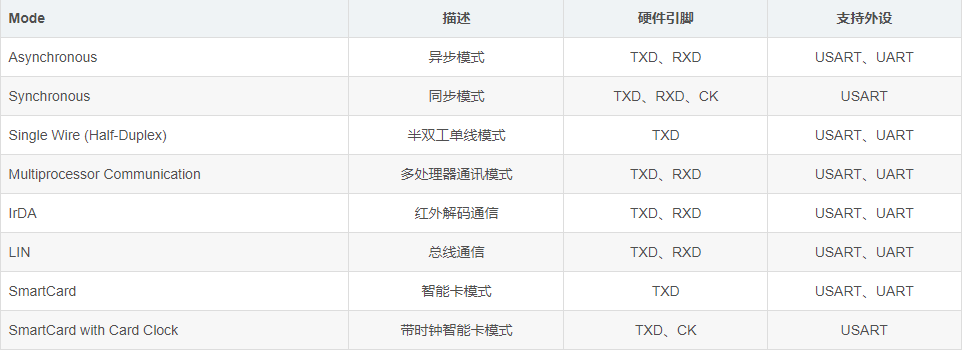 Mode 描述 硬件引脚 支持外设
Asynchronous 异步模式 TXD、RXD USART、UART
Synchronous 同步模式 TXD、RXD、CK USART
Single Wire (Half-Duplex) 半双工单线模式 TXD USART、UART
Multiprocessor Communication 多处理器通讯模式 TXD、RXD USART、UART
IrDA 红外解码通信 TXD、RXD USART、UART
LIN 总线通信 TXD、RXD USART、UART
SmartCard 智能卡模式 TXD USART、UART
SmartCard with Card Clock 带时钟智能卡模式 TXD、CK USART